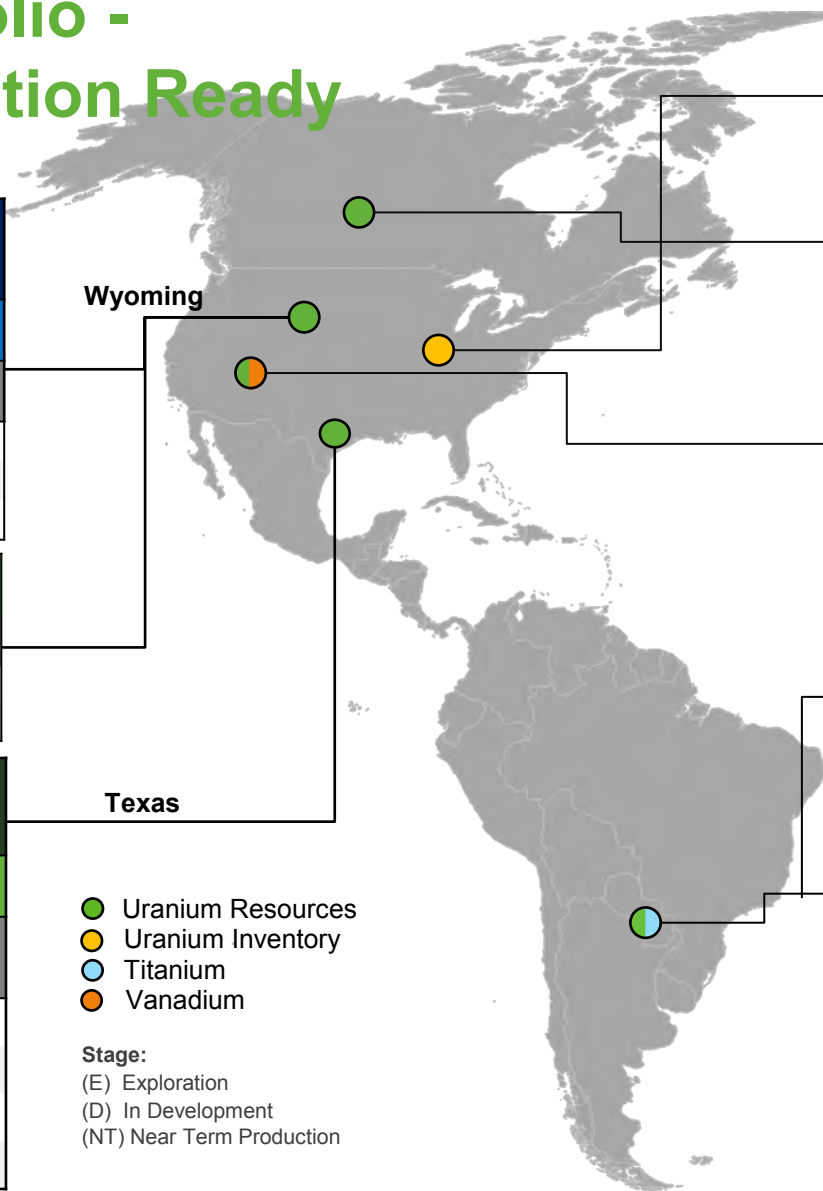 olio -
tion Ready
Wyoming
Texas
Uranium Resources
Uranium Inventory
Titanium
Vanadium
Stage:
(E) Exploration
(D) In Development
(NT) Near Term Production